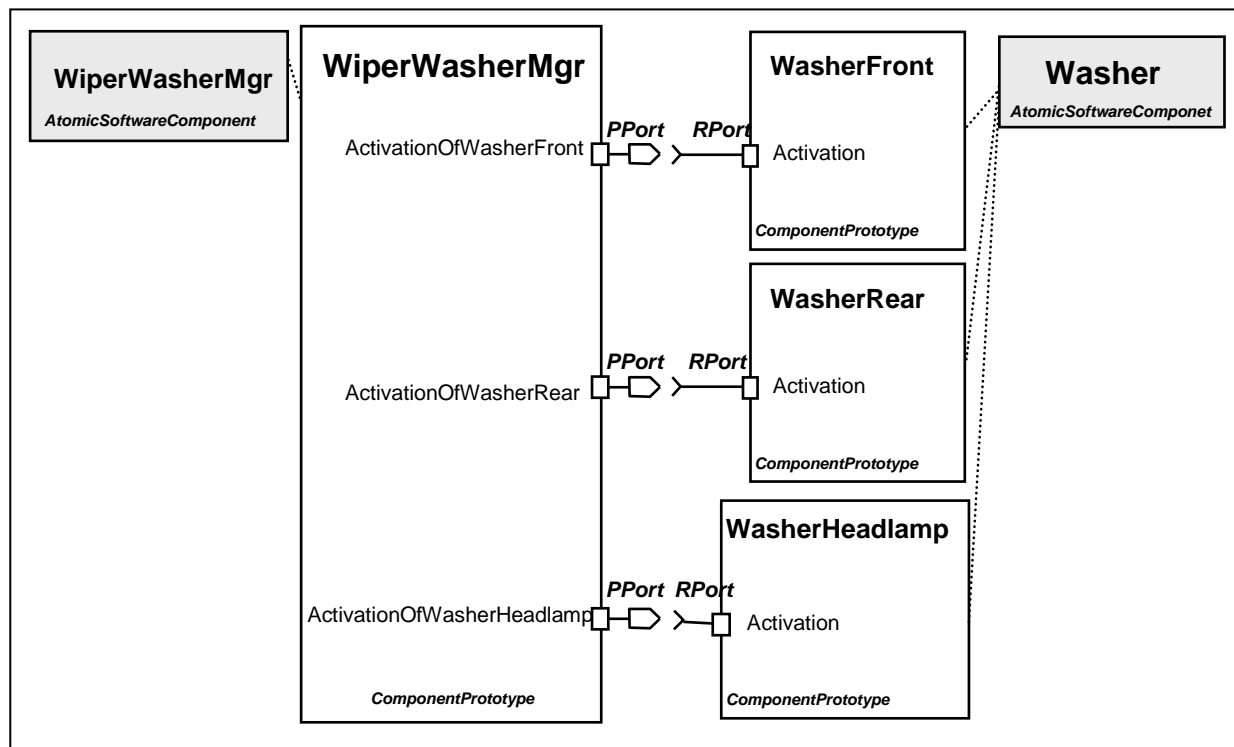 WiperWasherMgr
AtomicSoftwareComponent
WiperWasherMgr
ActivationOfWasherFront
ActivationOfWasherRear
ActivationOfWasherHeadlamp
ComponentPrototype
PPort RPort
PPort RPort
PPort RPort
WasherFront
Activation
ComponentPrototype
WasherRear
Activation
ComponentPrototype
WasherHeadlamp
Activation
ComponentPrototype
Washer
AtomicSoftwareComponet